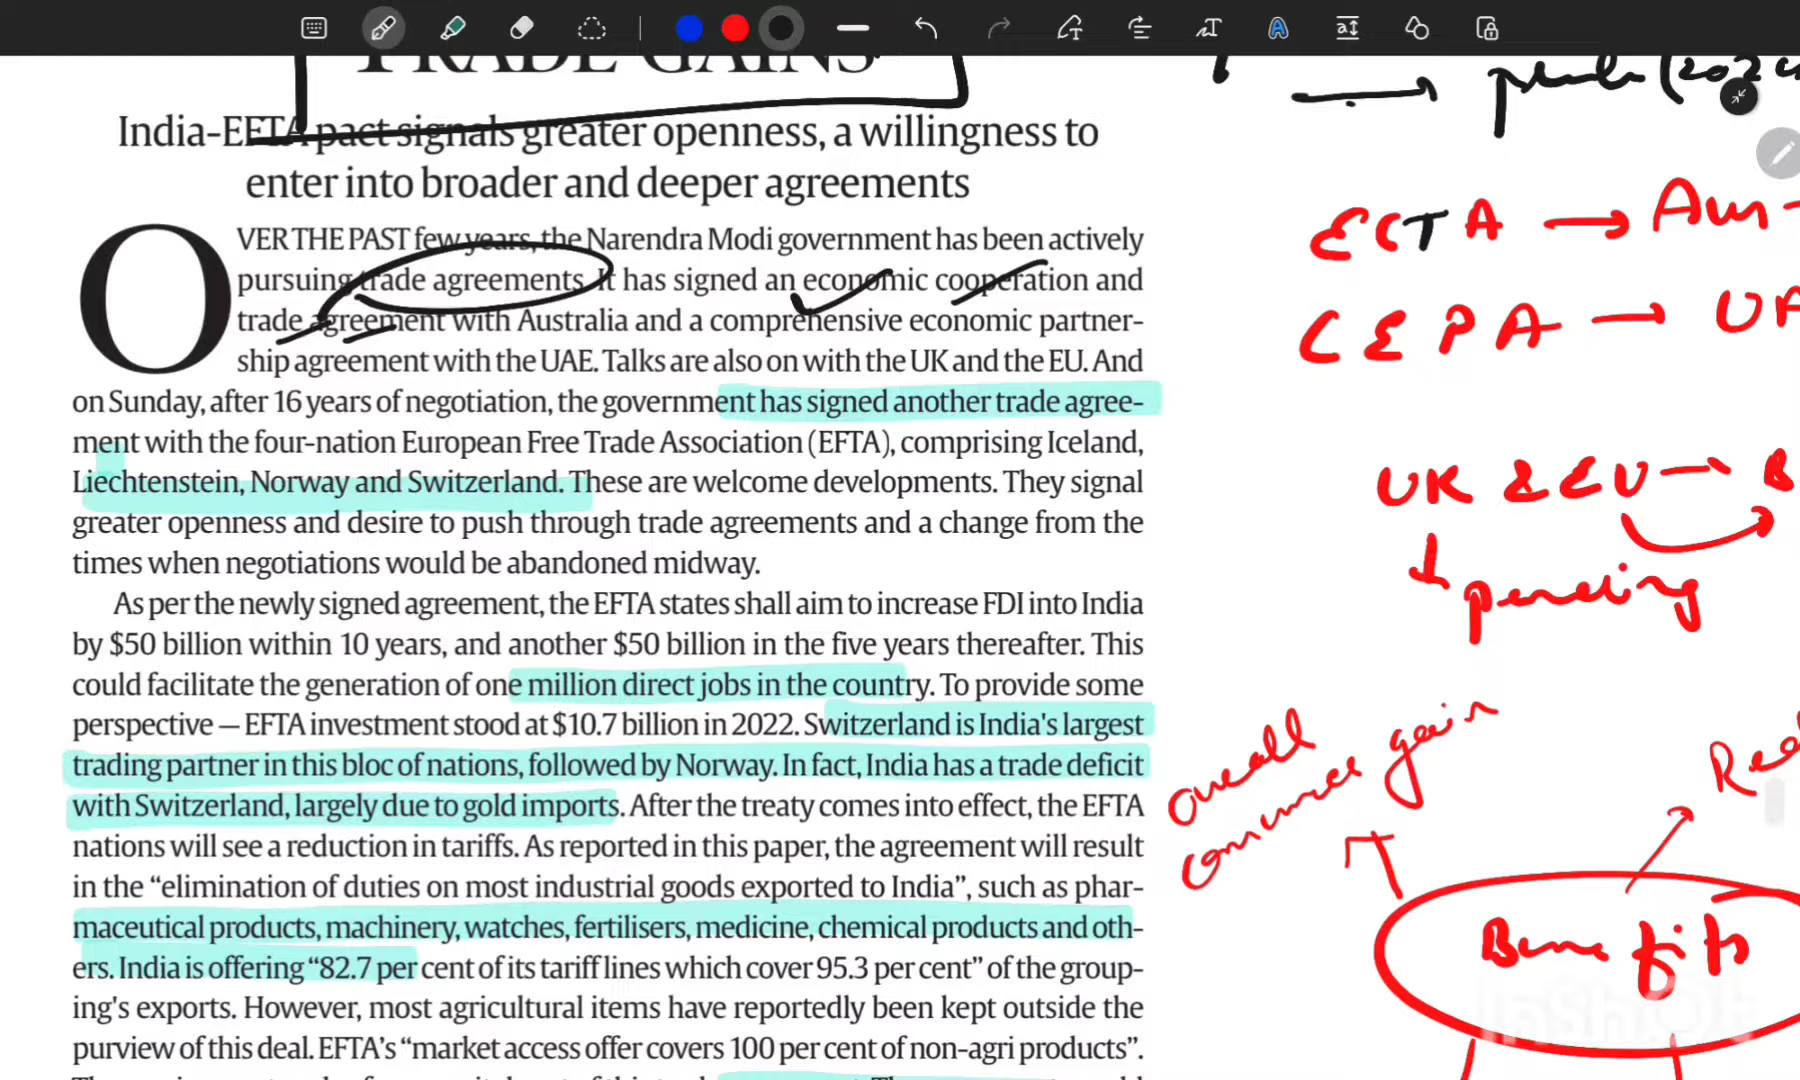 TRADE GAINS
India-EFTA pact signals greater openness, a willingness to
enter into broader and deeper agreements
OVER THE PAST few years, the Narendra Modi government has been actively
pursuing trade agreements. It has signed an economic cooperation and
trade agreement with Australia and a comprehensive economic partner-
ship agreement with the UAE. Talks are also on with the UK and the EU. And
on Sunday, after 16 years of negotiation, the government has signed another trade agree-
ment with the four-nation European Free Trade Association (EFTA), comprising Iceland,
Liechtenstein, Norway and Switzerland. These are welcome developments. They signal
greater openness and desire to push through trade agreements and a change from the
times when negotiations would be abandoned midway.
As per the newly signed agreement, the EFTA states shall aim to increase FDI into India
by $50 billion within 10 years, and another $50 billion in the five years thereafter. This
could facilitate the generation of one million direct jobs in the country. To provide some
perspective — EFTA investment stood at $10.7 billion in 2022. Switzerland is India's largest
trading partner in this bloc of nations, followed by Norway. In fact, India has a trade deficit
with Switzerland, largely due to gold imports. After the treaty comes into effect, the EFTA
nations will see a reduction in tariffs. As reported in this paper, the agreement will result
in the “elimination of duties on most industrial goods exported to India”, such as phar-
maceutical products, machinery, watches, fertilisers, medicine, chemical products and oth-
ers. India is offering “82.7 per cent of its tariff lines which cover 95.3 per cent” of the group-
ing's exports. However, most agricultural items have reportedly been kept outside the
purview of this deal. EFTA’s “market access offer covers 100 per cent of non-agri products”.
ECTA → Aus
CEPA → UA
UK & EU → B
pending
Overall
gain
Red
Benefits
InShOt